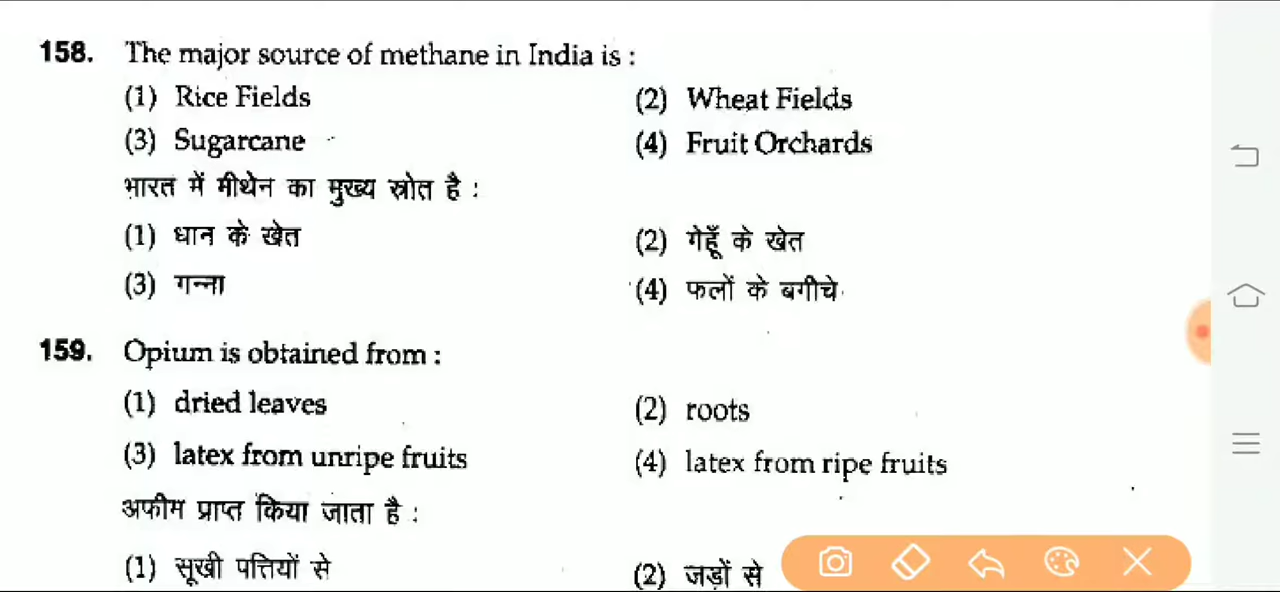 158. The major source of methane in India is :
(1) Rice Fields (2) Wheat Fields
(3) Sugarcane (4) Fruit Orchards
भारत में मीथेन का मुख्य स्रोत है :
(1) धान के खेत (2) गेहूँ के खेत
(3) गन्ना (4) फलों के बगीचे
159. Opium is obtained from :
(1) dried leaves (2) roots
(3) latex from unripe fruits (4) latex from ripe fruits
अफीम प्राप्त किया जाता है :
(1) सूखी पत्तियों से (2) जड़ों से